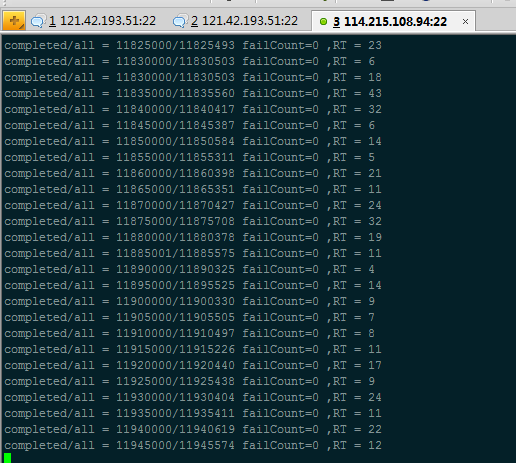 1 121.42.193.51:22
2 121.42.193.51:22
3 114.215.108.94:22
completed/all = 11825000/11825493 failCount=0 ,RT = 23
completed/all = 11830000/11830503 failCount=0 ,RT = 6
completed/all = 11830000/11830503 failCount=0 ,RT = 18
completed/all = 11835000/11835560 failCount=0 ,RT = 43
completed/all = 11840000/11840417 failCount=0 ,RT = 32
completed/all = 11845000/11845387 failCount=0 ,RT = 6
completed/all = 11850000/11850584 failCount=0 ,RT = 14
completed/all = 11855000/11855311 failCount=0 ,RT = 5
completed/all = 11860000/11860398 failCount=0 ,RT = 21
completed/all = 11865000/11865351 failCount=0 ,RT = 11
completed/all = 11870000/11870427 failCount=0 ,RT = 24
completed/all = 11875000/11875708 failCount=0 ,RT = 32
completed/all = 11880000/11880378 failCount=0 ,RT = 19
completed/all = 11885001/11885575 failCount=0 ,RT = 11
completed/all = 11890000/11890325 failCount=0 ,RT = 4
completed/all = 11895000/11895525 failCount=0 ,RT = 14
completed/all = 11900000/11900330 failCount=0 ,RT = 9
completed/all = 11905000/11905505 failCount=0 ,RT = 7
completed/all = 11910000/11910497 failCount=0 ,RT = 8
completed/all = 11915000/11915226 failCount=0 ,RT = 11
completed/all = 11920000/11920440 failCount=0 ,RT = 17
completed/all = 11925000/11925438 failCount=0 ,RT = 9
completed/all = 11930000/11930404 failCount=0 ,RT = 24
completed/all = 11935000/11935411 failCount=0 ,RT = 11
completed/all = 11940000/11940619 failCount=0 ,RT = 22
completed/all = 11945000/11945574 failCount=0 ,RT = 12